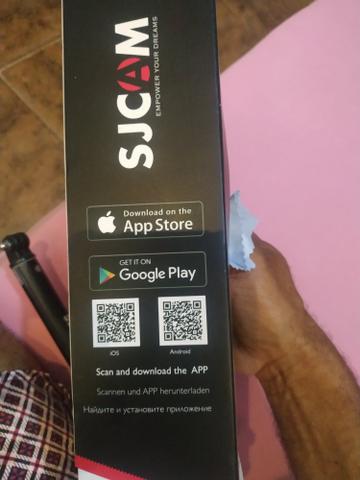 SJCAM
EMPOWER YOUR DREAMS
Download on the
App Store
GET IT ON
Google Play
iOS
Android
Scan and download the APP
Scannen und APP herunterladen
Найдите и установите приложение